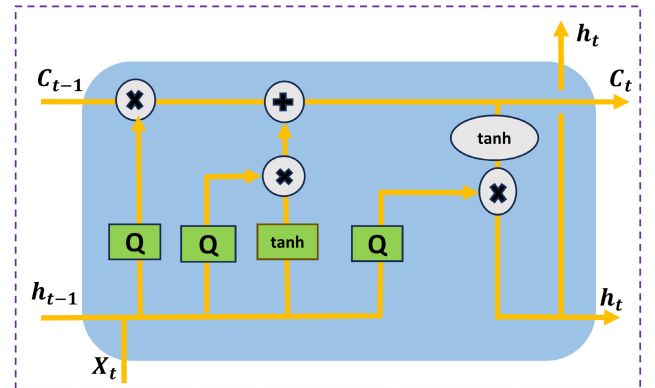 h_t
C_{t-1}
C_t
tanh
Q
Q
tanh
Q
h_{t-1}
h_t
X_t